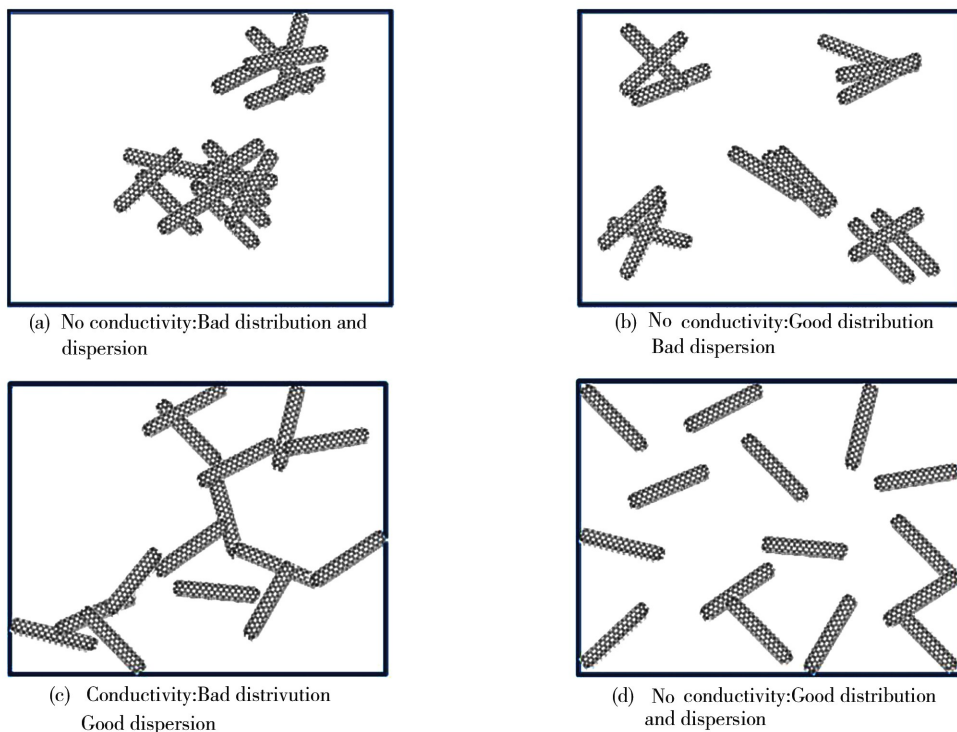 (a) No conductivity:Bad distribution and
dispersion
(b) No conductivity:Good distribution
Bad dispersion
(c) Conductivity:Bad distrivution
Good dispersion
(d) No conductivity:Good distribution
and dispersion